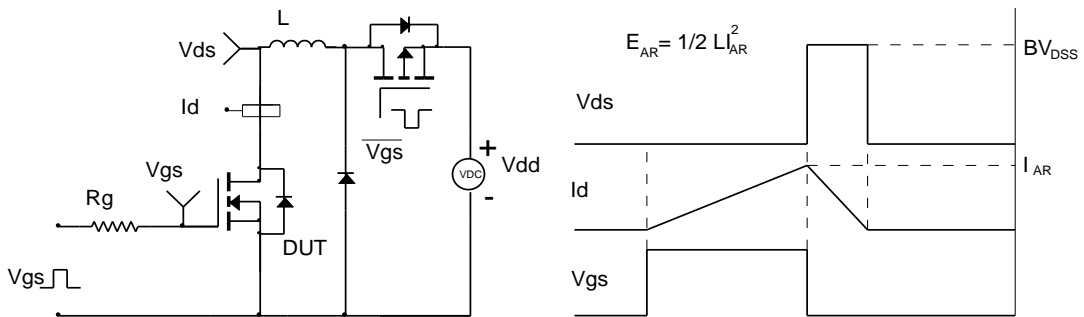 L
Vds
Id
Vgs
Rg
DUT
Vgs
Vgs
+
VDC
Vdd
-
E_AR= 1/2 LI_AR^2
Vds
BV_DSS
Id
I_AR
Vgs